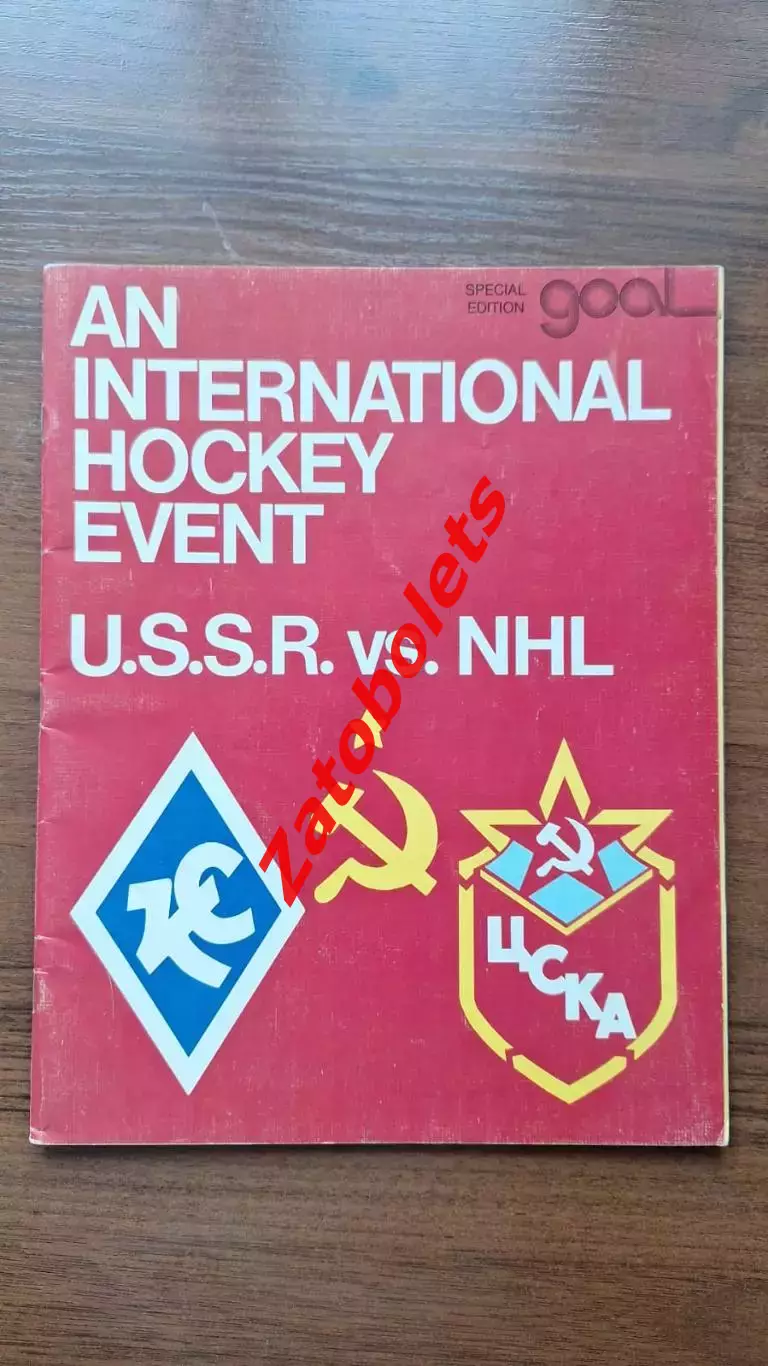 SPECIAL
EDITION
goal
AN
INTERNATIONAL
HOCKEY
EVENT
U.S.S.R. vs. NHL
Zatobolets
ЦСКА